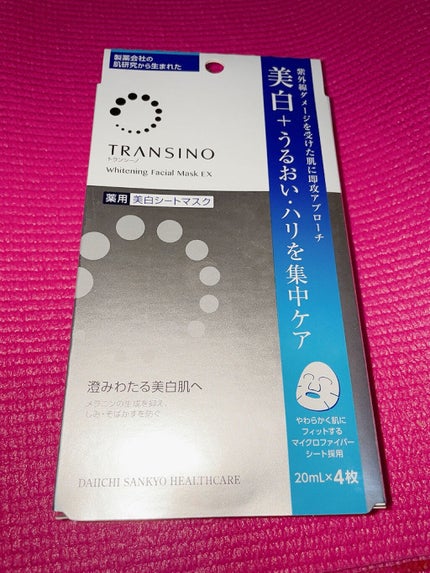 製薬会社の
肌研究から生まれた
TRANSINO
トランシーノ
Whitening Facial Mask EX
薬用 美白シートマスク
紫外線ダメージを受けた肌に即攻アプローチ
美白+うるおい・ハリを集中ケア
澄みわたる美白肌へ
メラニンの生成を抑え、
しみ・そばかすを防ぐ
やわらかく肌に
フィットする
マイクロファイバー
シート採用
20mL×4枚
DAIICHI SANKYO HEALTHCARE